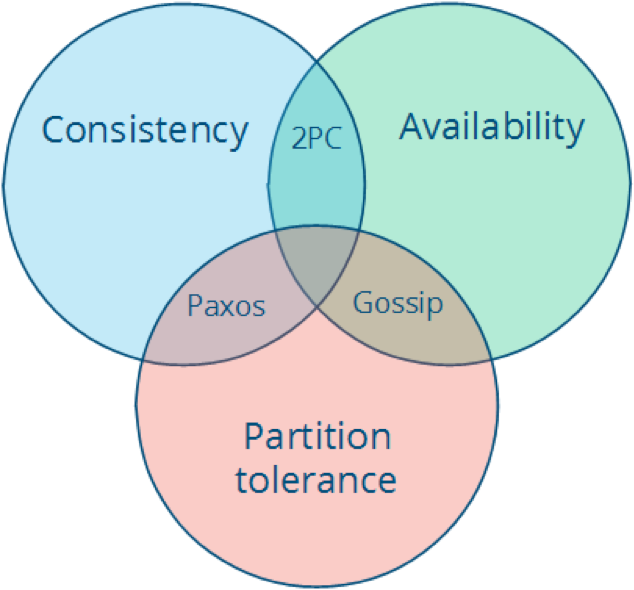 Consistency
2PC
Availability
Paxos
Gossip
Partition
tolerance